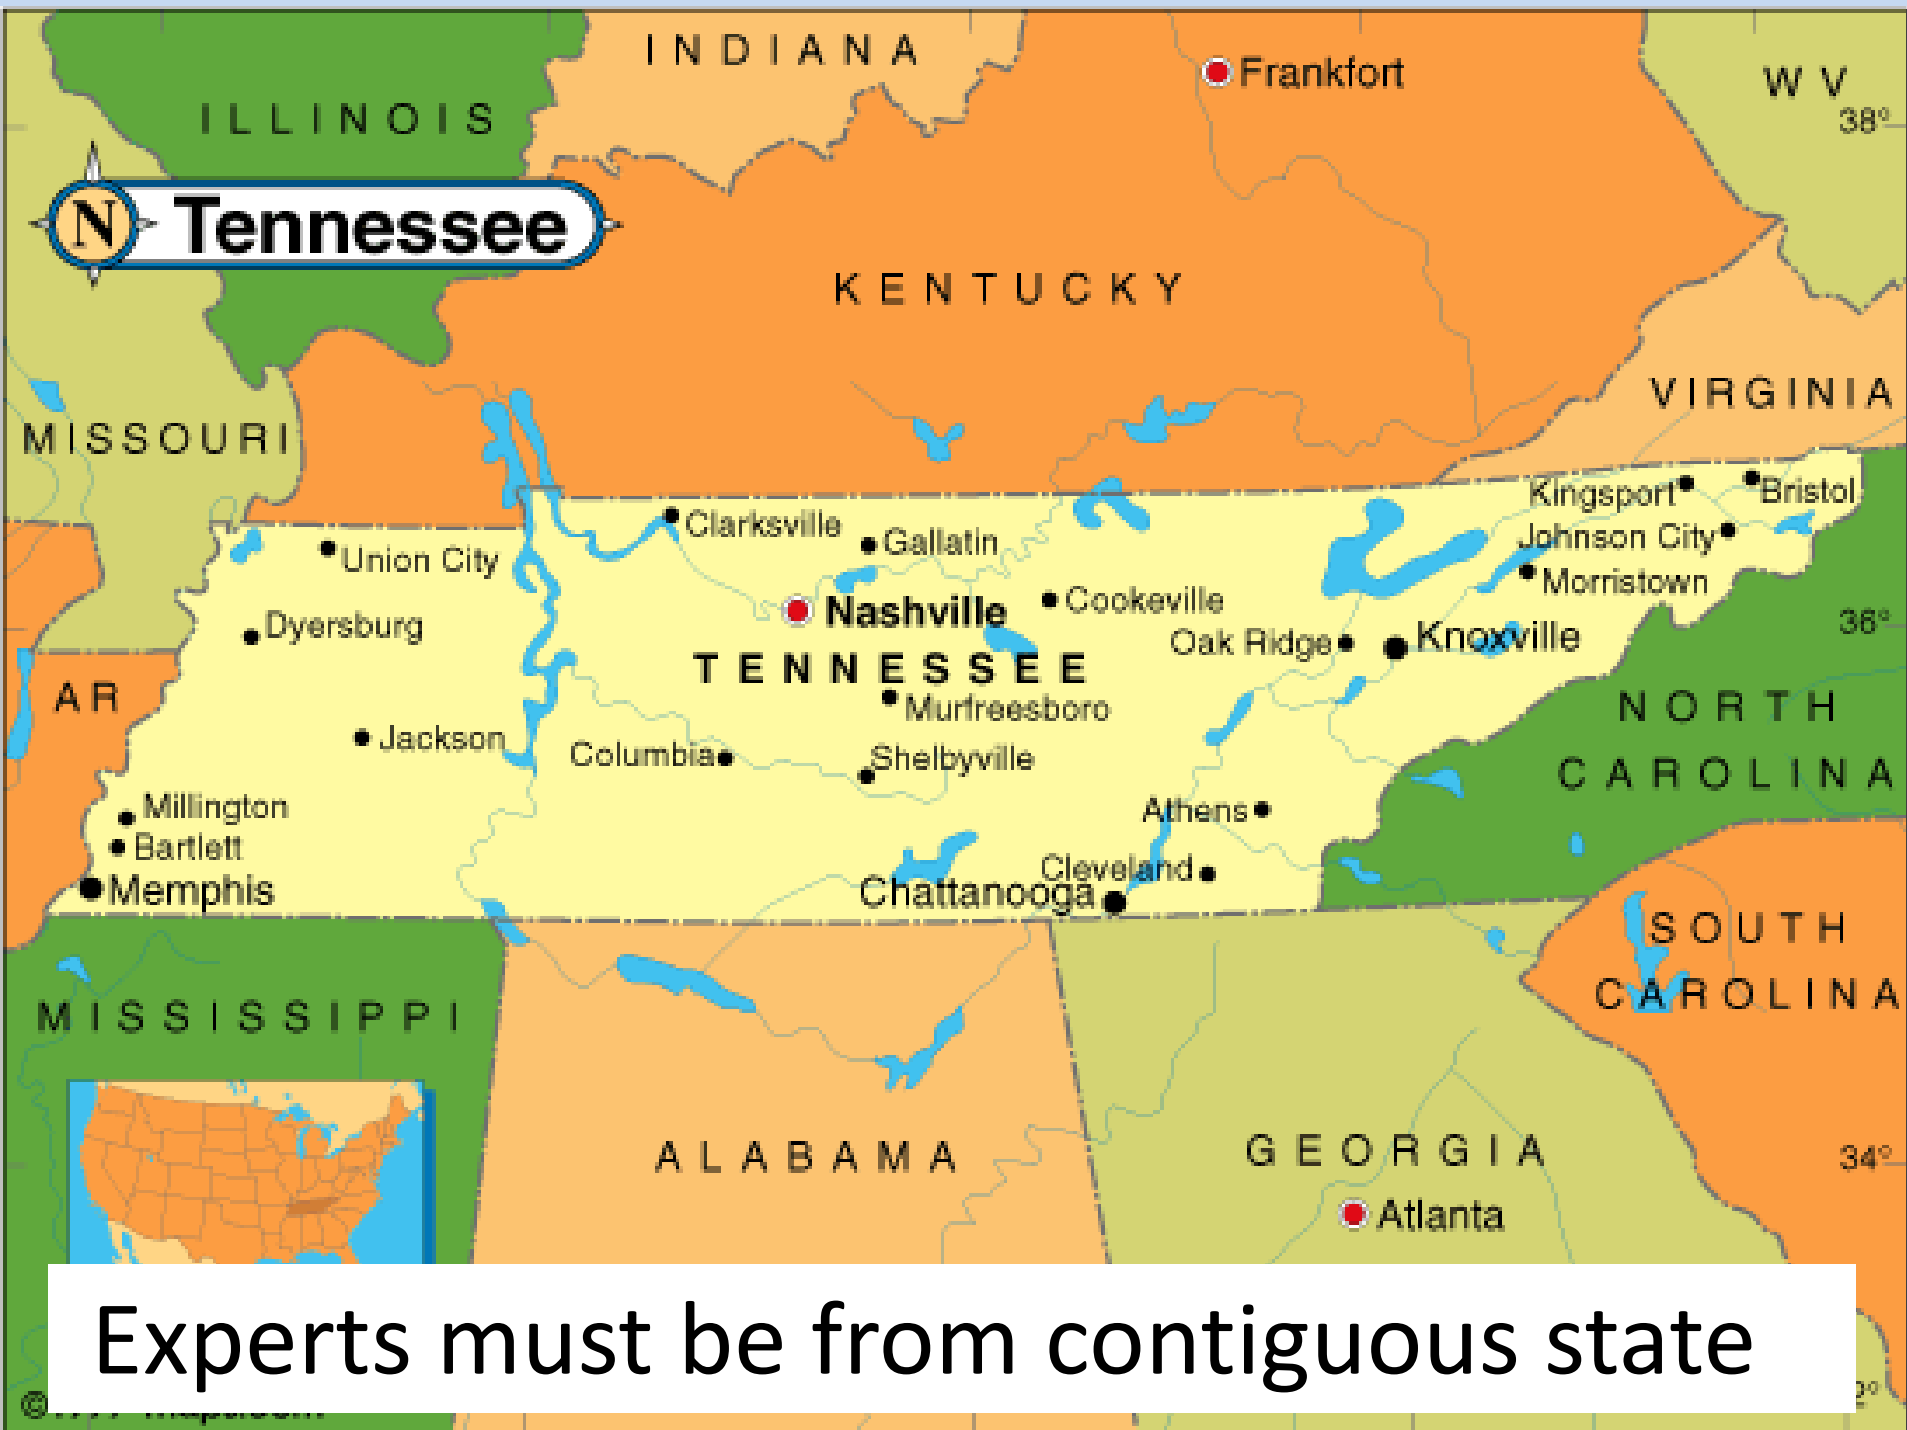 INDIANA
Frankfort
WV
ILLINOIS
38°
N
Tennessee
KENTUCKY
VIRGINIA
MISSOURI
Kingsport
Bristol
Clarksville
Gallatin
Johnson City
Union City
Morristown
Cookeville
Nashville
Dyersburg
Oak Ridge
Knoxville
36°
TENNESSEE
AR
Murfreesboro
NORTH
Jackson
Columbia
Shelbyville
CAROLINA
Millington
Athens
Bartlett
Cleveland
Memphis
Chattanooga
SOUTH
CAROLINA
MISSISSIPPI
ALABAMA
GEORGIA
34°
Atlanta
Experts must be from contiguous state
©